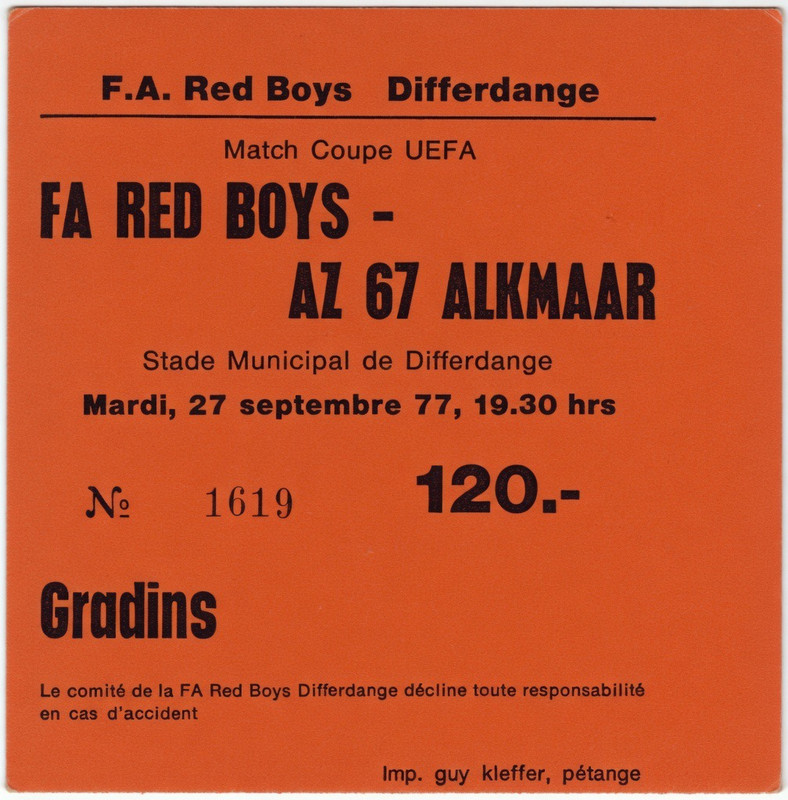 F.A. Red Boys Differdange
Match Coupe UEFA
FA RED BOYS -
AZ 67 ALKMAAR
Stade Municipal de Differdange
Mardi, 27 septembre 77, 19.30 hrs
№ 1619 120.-
Gradins
Le comité de la FA Red Boys Differdange décline toute responsabilité
en cas d'accident
Imp. guy kleffer, pétange